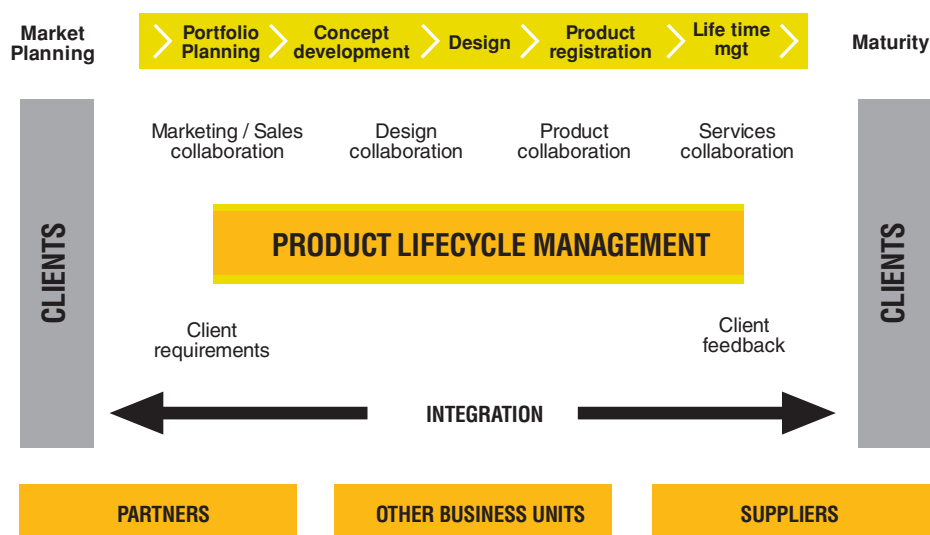 Market
Planning
Portfolio
Planning
Concept
development
Design
Product
registration
Life time
mgt
Maturity
Marketing / Sales
collaboration
Design
collaboration
Product
collaboration
Services
collaboration
CLIENTS
PRODUCT LIFECYCLE MANAGEMENT
CLIENTS
Client
requirements
Client
feedback
INTEGRATION
PARTNERS
OTHER BUSINESS UNITS
SUPPLIERS